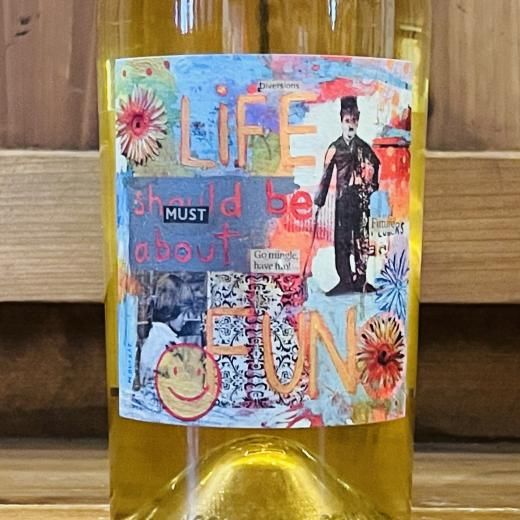 Diversions
LiFE
should be
MUST
about
Go mingle,
have fun!
FUN